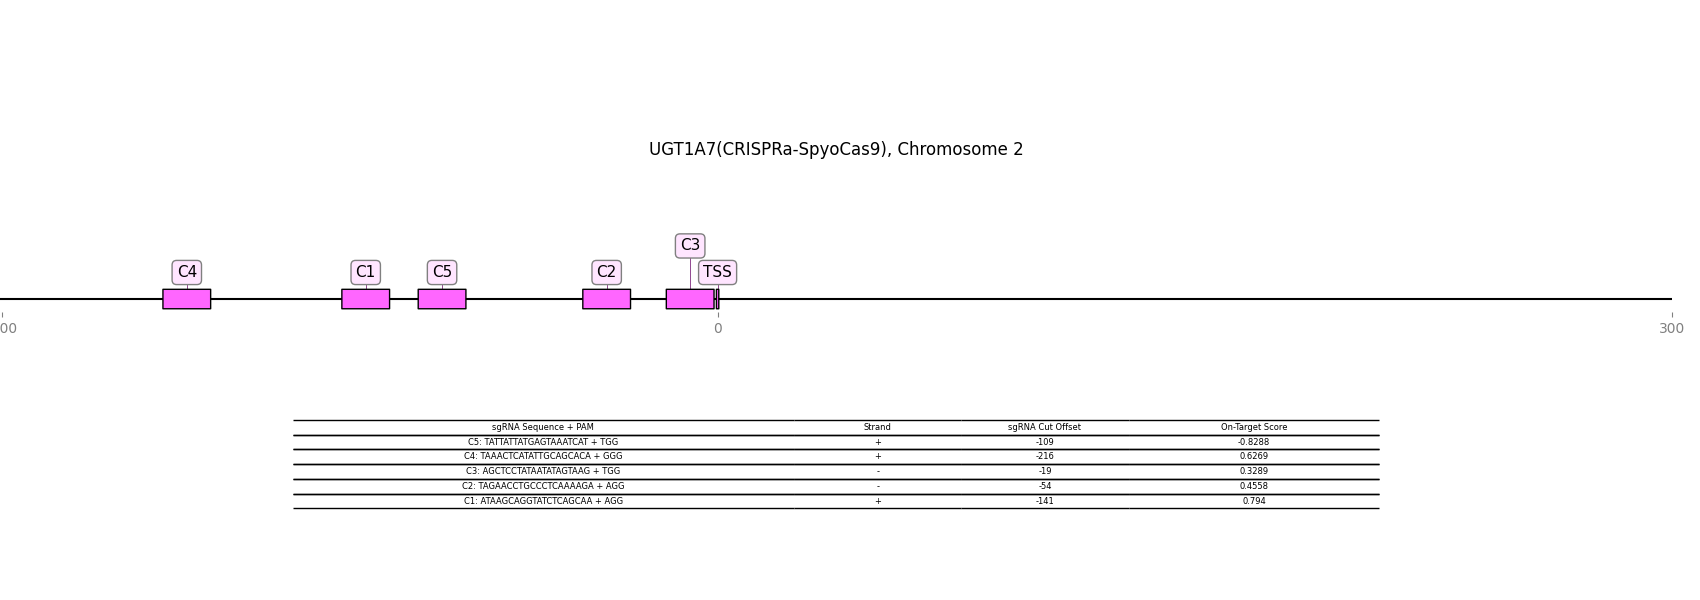 UGT1A7(CRISPRa-SpyoCas9), Chromosome 2
C3
C4 C1 C5 C2 TSS
00 0 300
sgRNA Sequence + PAM Strand sgRNA Cut Offset On-Target Score
C5: TATTATTATGAGTAAATCAT + TGG + -109 -0.8288
C4: TAAACTCATATTGCAGCACA + GGG + -216 0.6269
C3: AGCTCCTATAATATAGTAAG + TGG - -19 0.3289
C2: TAGAACCTGCCCTCAAAAGA + AGG - -54 0.4558
C1: ATAAGCAGGTATCTCAGCAA + AGG + -141 0.794